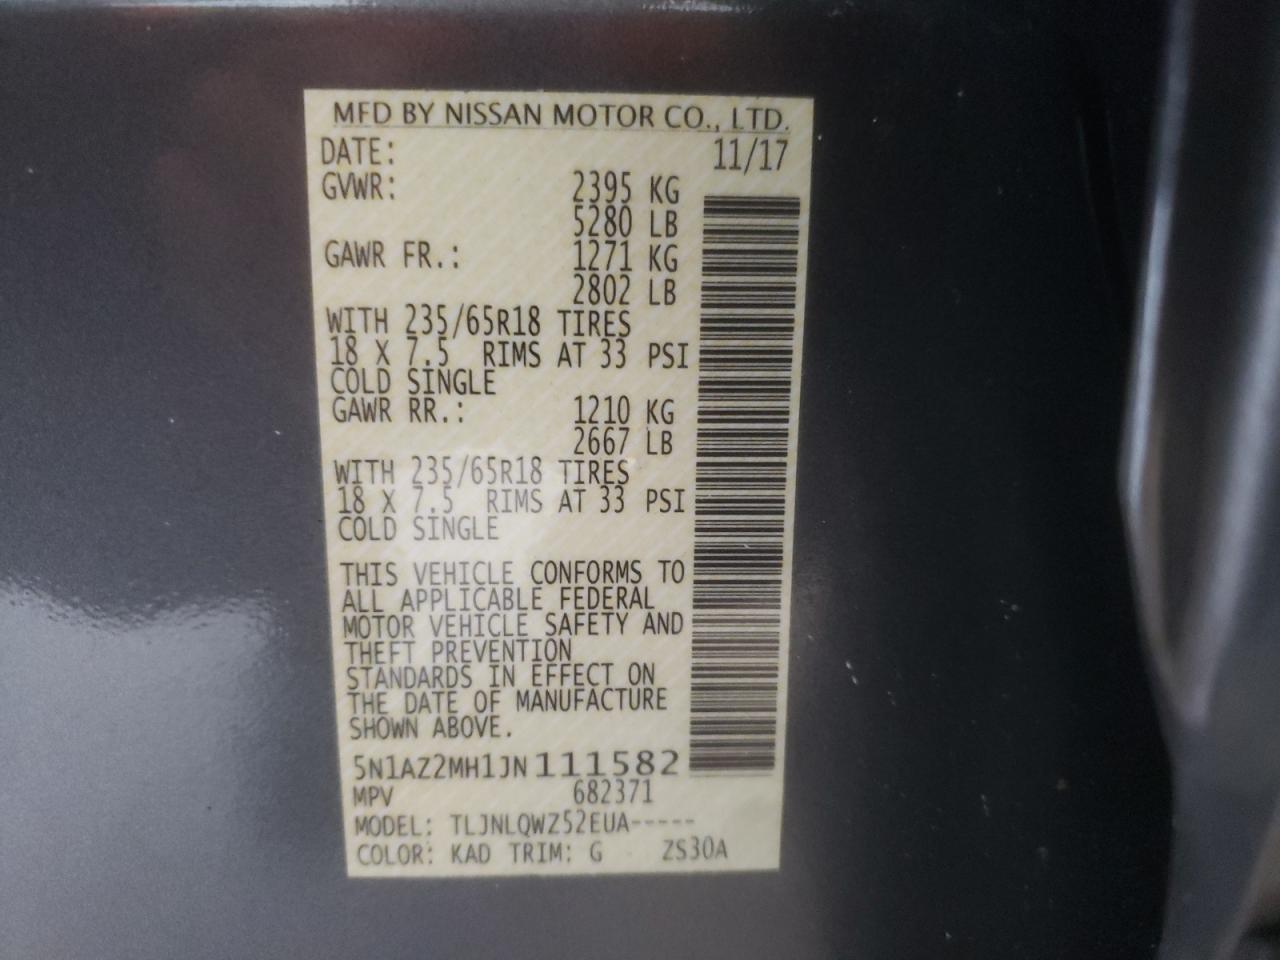 MFD BY NISSAN MOTOR CO., LTD.
DATE: 11/17
GVWR: 2395 KG
5280 LB
GAWR FR.: 1271 KG
2802 LB
WITH 235/65R18 TIRES
18 X 7.5 RIMS AT 33 PSI
COLD SINGLE
GAWR RR.: 1210 KG
2667 LB
WITH 235/65R18 TIRES
18 X 7.5 RIMS AT 33 PSI
COLD SINGLE
THIS VEHICLE CONFORMS TO
ALL APPLICABLE FEDERAL
MOTOR VEHICLE SAFETY AND
THEFT PREVENTION
STANDARDS IN EFFECT ON
THE DATE OF MANUFACTURE
SHOWN ABOVE.
5N1AZ2MH1JN111582
MPV 682371
MODEL: TLJNLQWZ52EUA-----
COLOR: KAD TRIM: G ZS30A